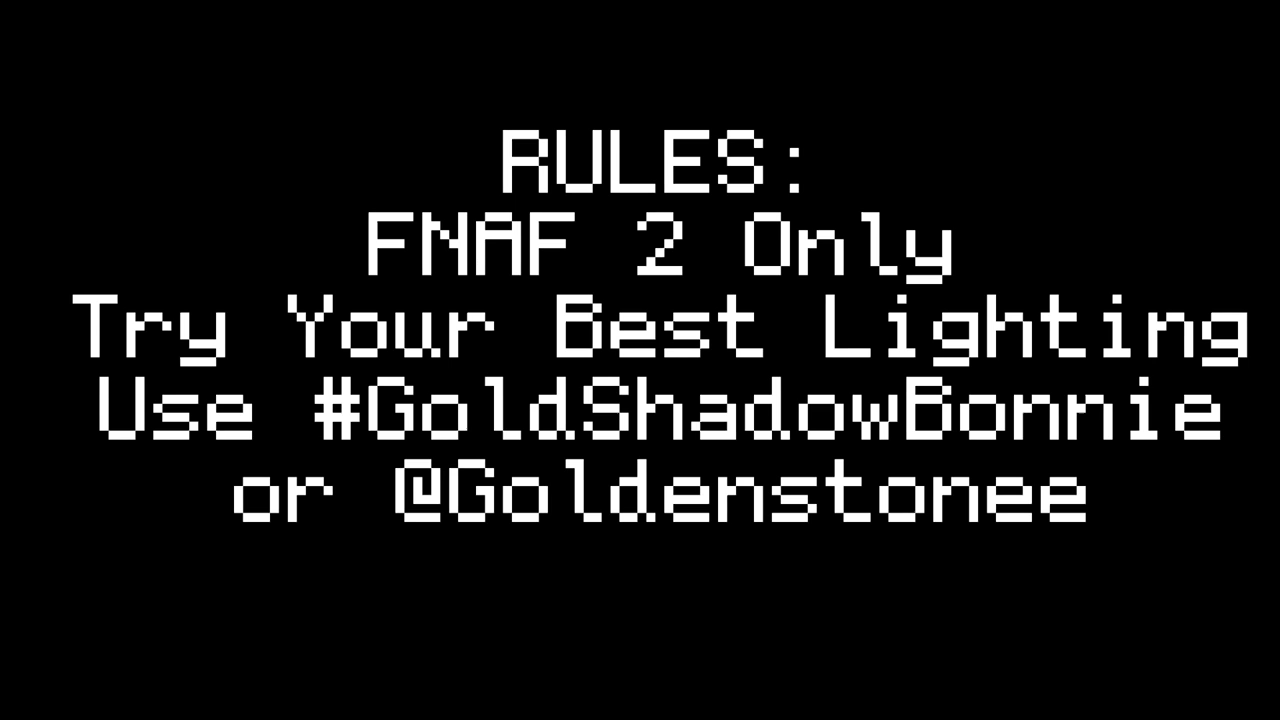 RULES:
FNAF 2 Only
Try Your Best Lighting
Use #GoldShadowBonnie
or @Goldenstonee